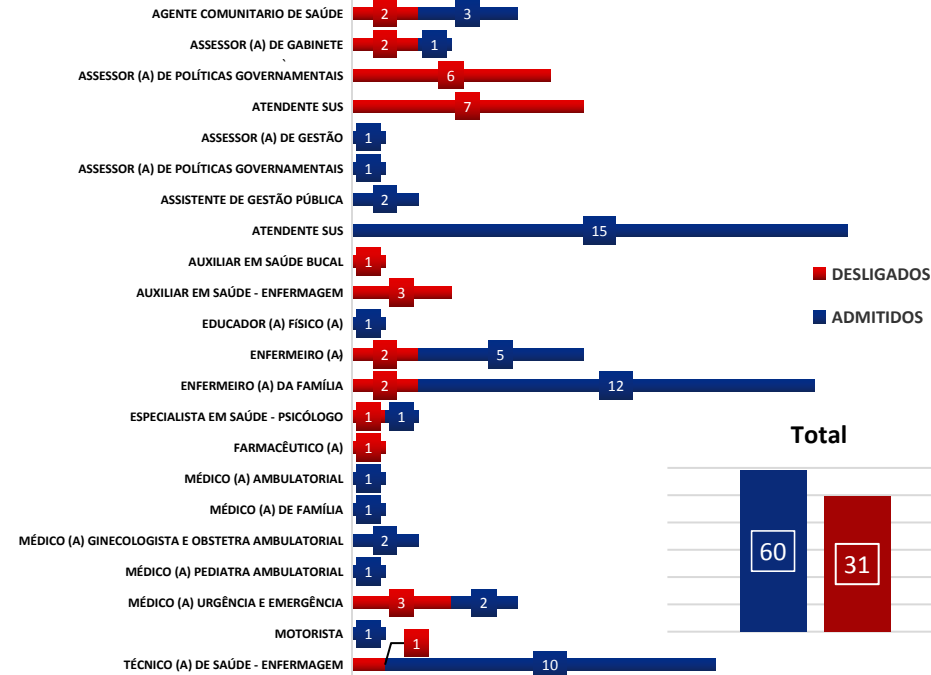 AGENTE COMUNITARIO DE SAÚDE 2 3
ASSESSOR (A) DE GABINETE 2 1
`
ASSESSOR (A) DE POLÍTICAS GOVERNAMENTAIS 6
ATENDENTE SUS 7
ASSESSOR (A) DE GESTÃO 1
ASSESSOR (A) DE POLÍTICAS GOVERNAMENTAIS 1
ASSISTENTE DE GESTÃO PÚBLICA 2
ATENDENTE SUS 15
AUXILIAR EM SAÚDE BUCAL 1
AUXILIAR EM SAÚDE - ENFERMAGEM 3
EDUCADOR (A) FíSICO (A) 1
ENFERMEIRO (A) 2 5
ENFERMEIRO (A) DA FAMÍLIA 2 12
ESPECIALISTA EM SAÚDE - PSICÓLOGO 1 1
FARMACÊUTICO (A) 1
MÉDICO (A) AMBULATORIAL 1
MÉDICO (A) DE FAMÍLIA 1
MÉDICO (A) GINECOLOGISTA E OBSTETRA AMBULATORIAL 2
MÉDICO (A) PEDIATRA AMBULATORIAL 1
MÉDICO (A) URGÊNCIA E EMERGÊNCIA 3 2
MOTORISTA 1
TÉCNICO (A) DE SAÚDE - ENFERMAGEM 1 10
DESLIGADOS
ADMITIDOS
Total
60 31